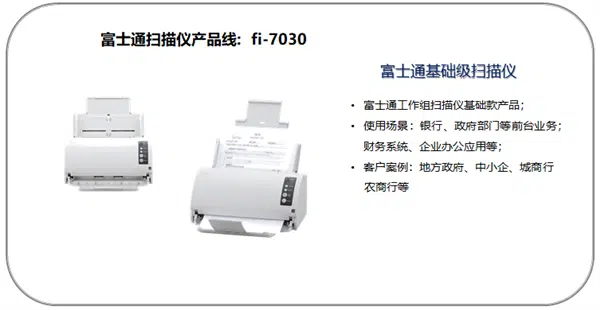 富士通扫描仪产品线：fi-7030
富士通基础级扫描仪
• 富士通工作组扫描仪基础款产品；
• 使用场景：银行、政府部门等前台业务；
财务系统、企业办公应用等；
• 客户案例：地方政府、中小企、城商行
农商行等